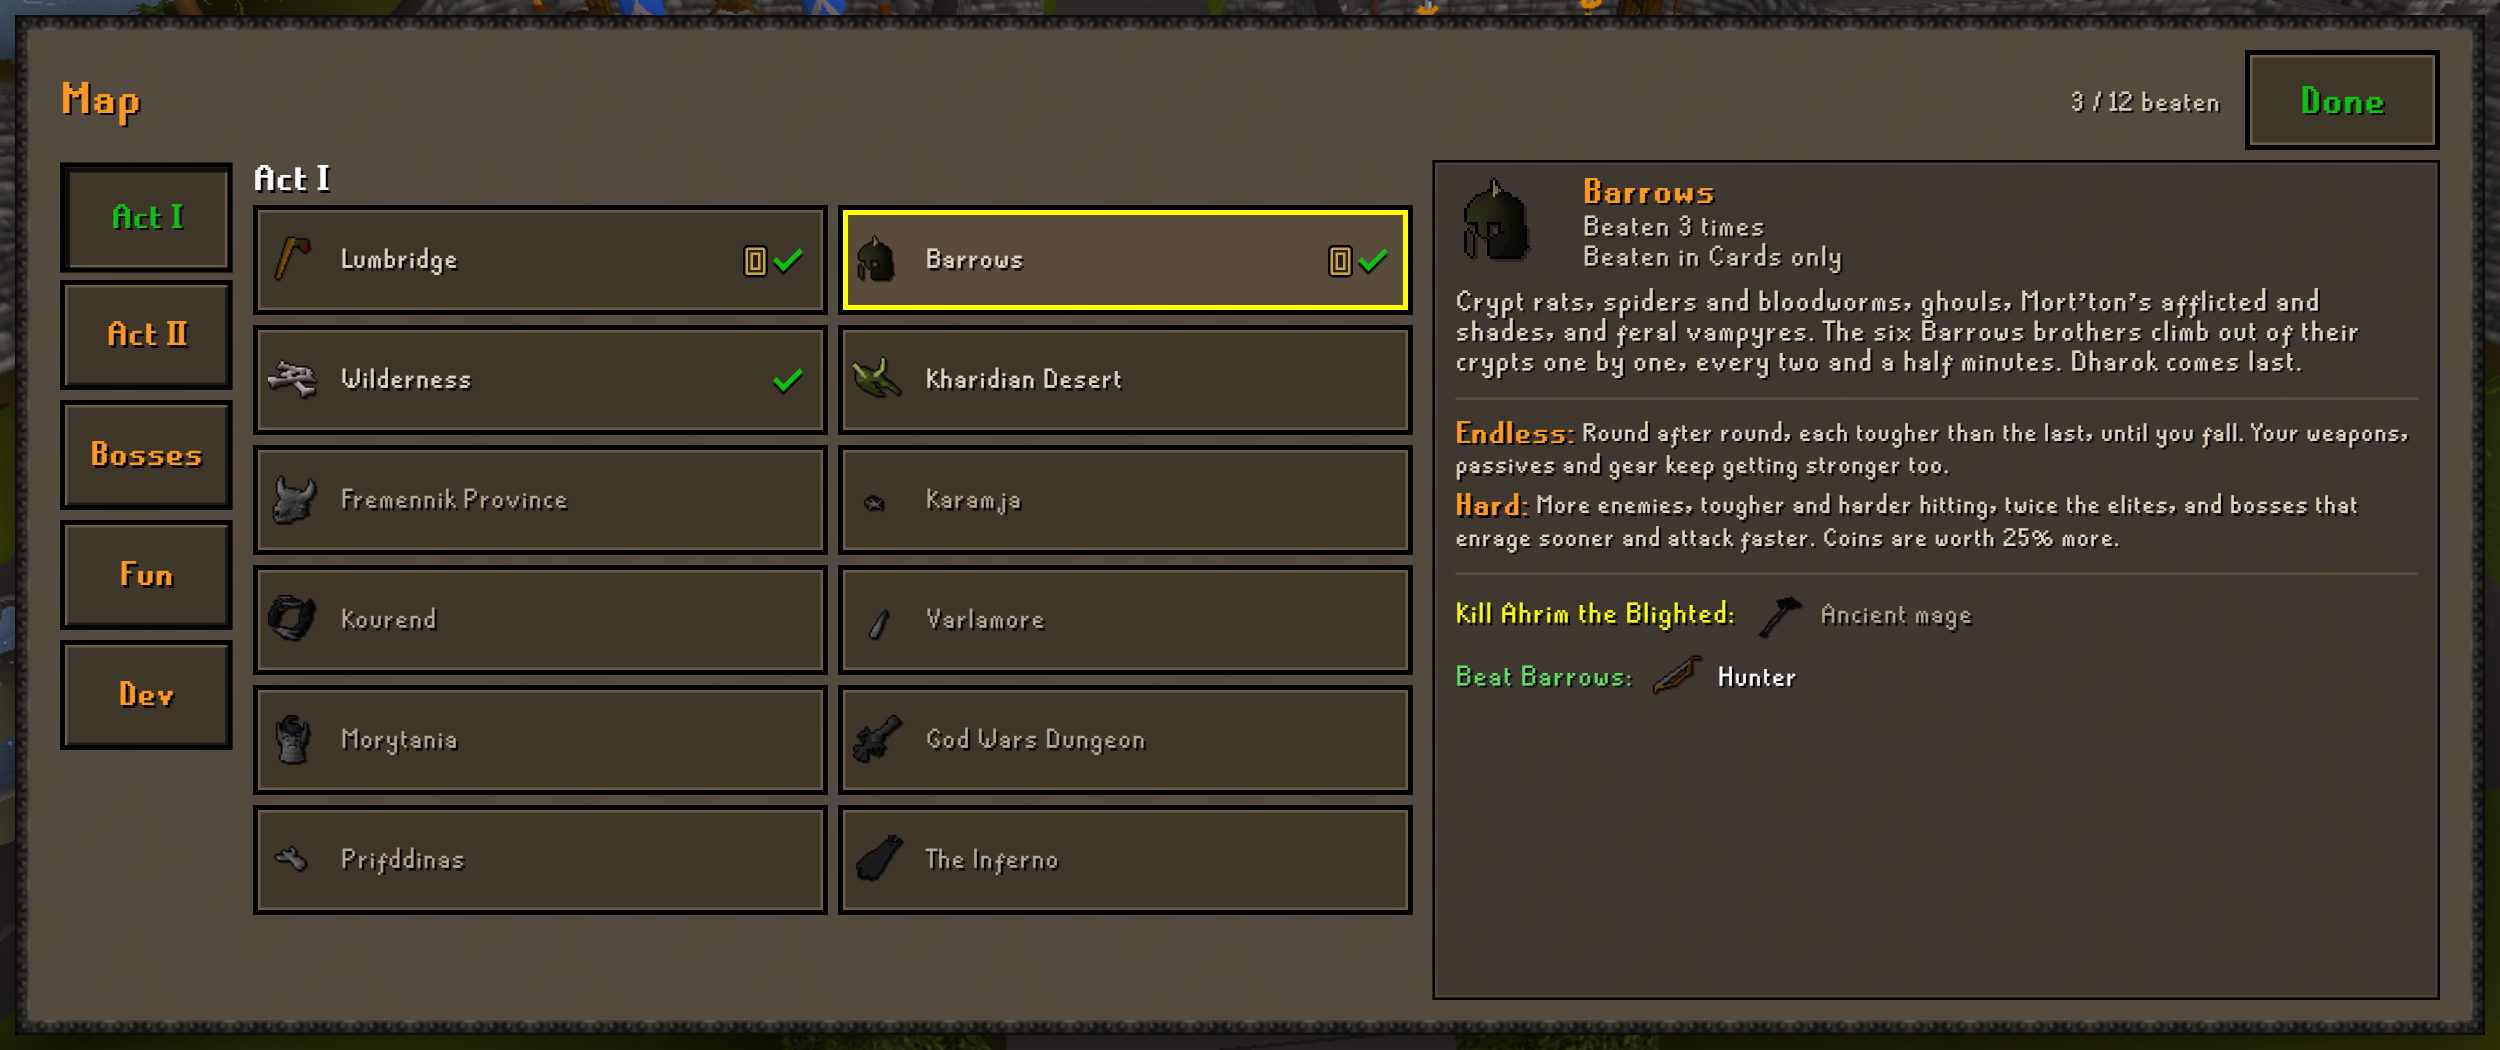 Map
3 / 12 beaten
Done
Act I
Act II
Bosses
Fun
Dev
Act I
Lumbridge
Barrows
Wilderness
Kharidian Desert
Fremennik Province
Karamja
Kourend
Varlamore
Morytania
God Wars Dungeon
Prifddinas
The Inferno
Barrows
Beaten 3 times
Beaten in Cards only
Crypt rats, spiders and bloodworms, ghouls, Mort'ton's afflicted and
shades, and feral vampyres. The six Barrows brothers climb out of their
crypts one by one, every two and a half minutes. Dharok comes last.
Endless: Round after round, each tougher than the last, until you fall. Your weapons,
passives and gear keep getting stronger too.
Hard: More enemies, tougher and harder hitting, twice the elites, and bosses that
enrage sooner and attack faster. Coins are worth 25% more.
Kill Ahrim the Blighted: Ancient mage
Beat Barrows: Hunter